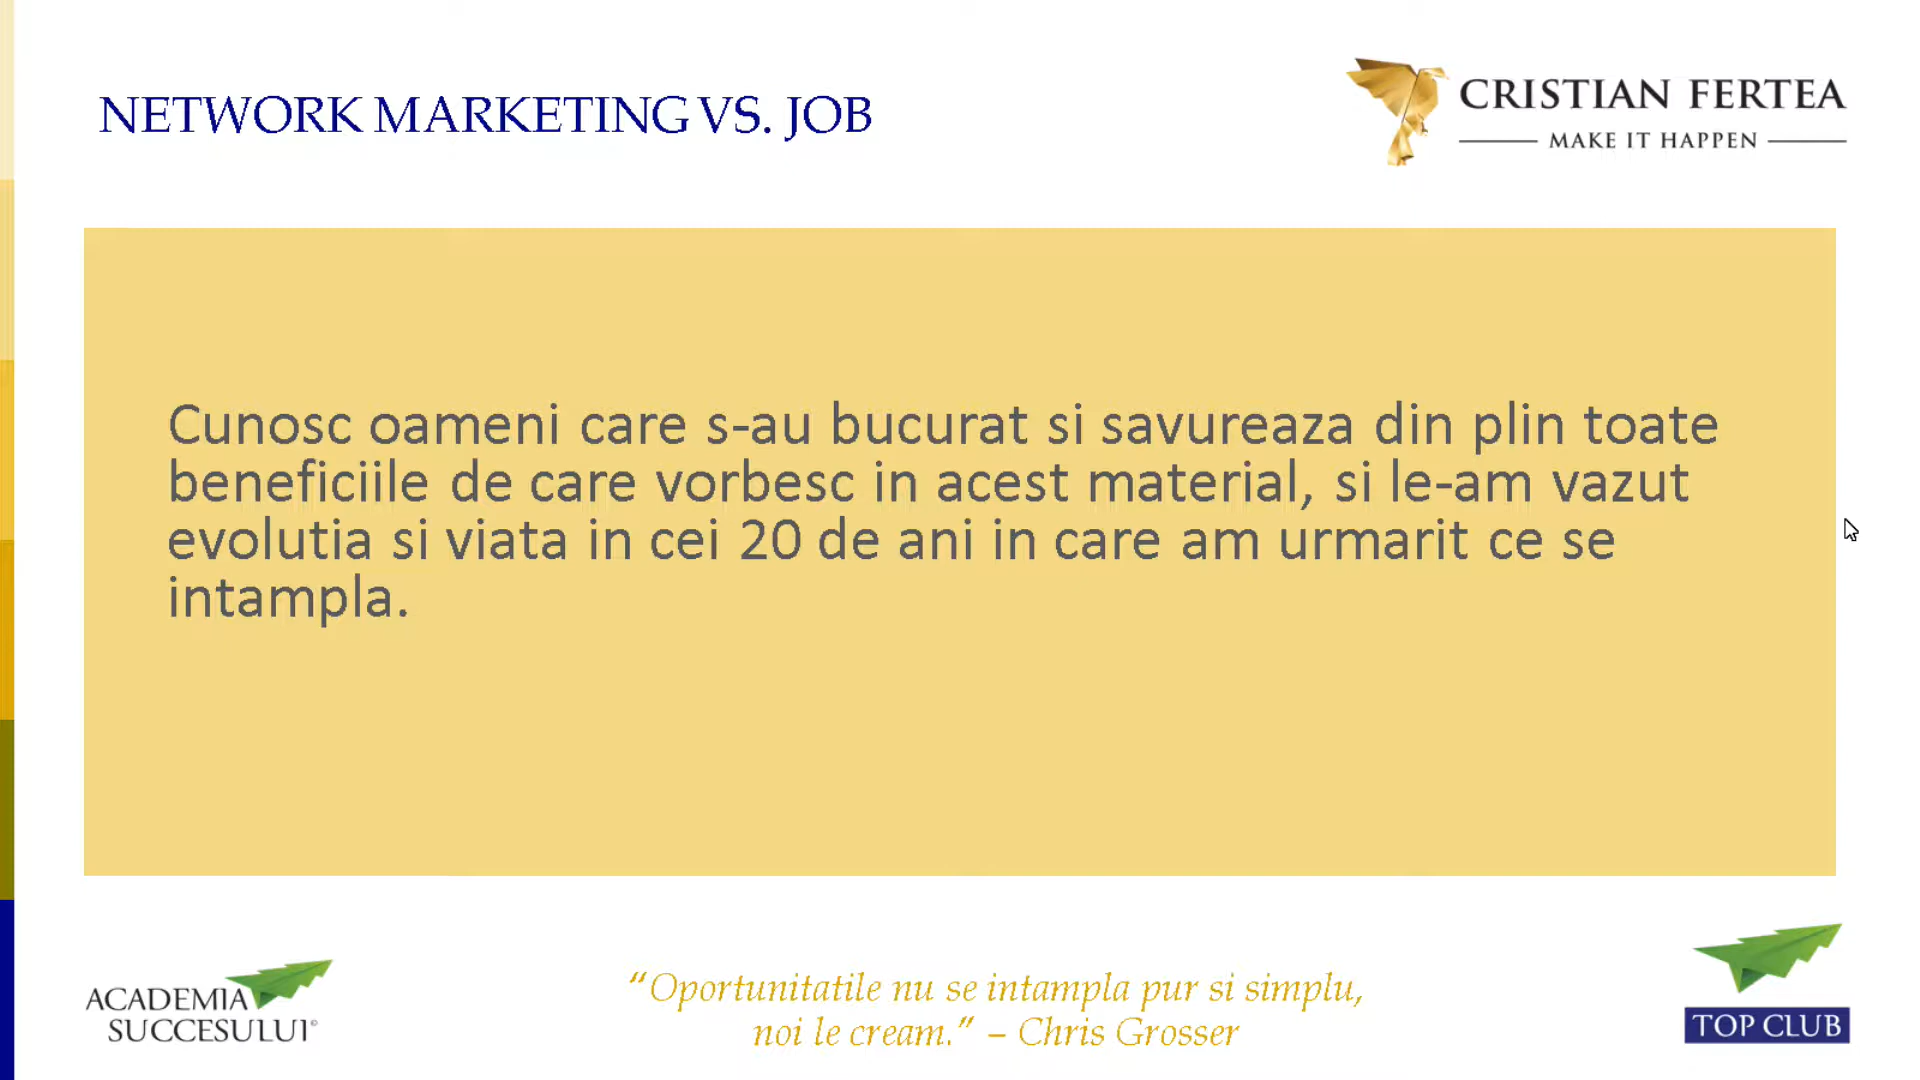 NETWORK MARKETING VS. JOB
CRISTIAN FERTEA
MAKE IT HAPPEN
Cunosc oameni care s-au bucurat si savureaza din plin toate
beneficiile de care vorbesc in acest material, si le-am vazut
evolutia si viata in cei 20 de ani in care am urmarit ce se
intampla.
ACADEMIA
SUCCESULUI©
“Oportunitatile nu se intampla pur si simplu,
noi le cream.” – Chris Grosser
TOP CLUB